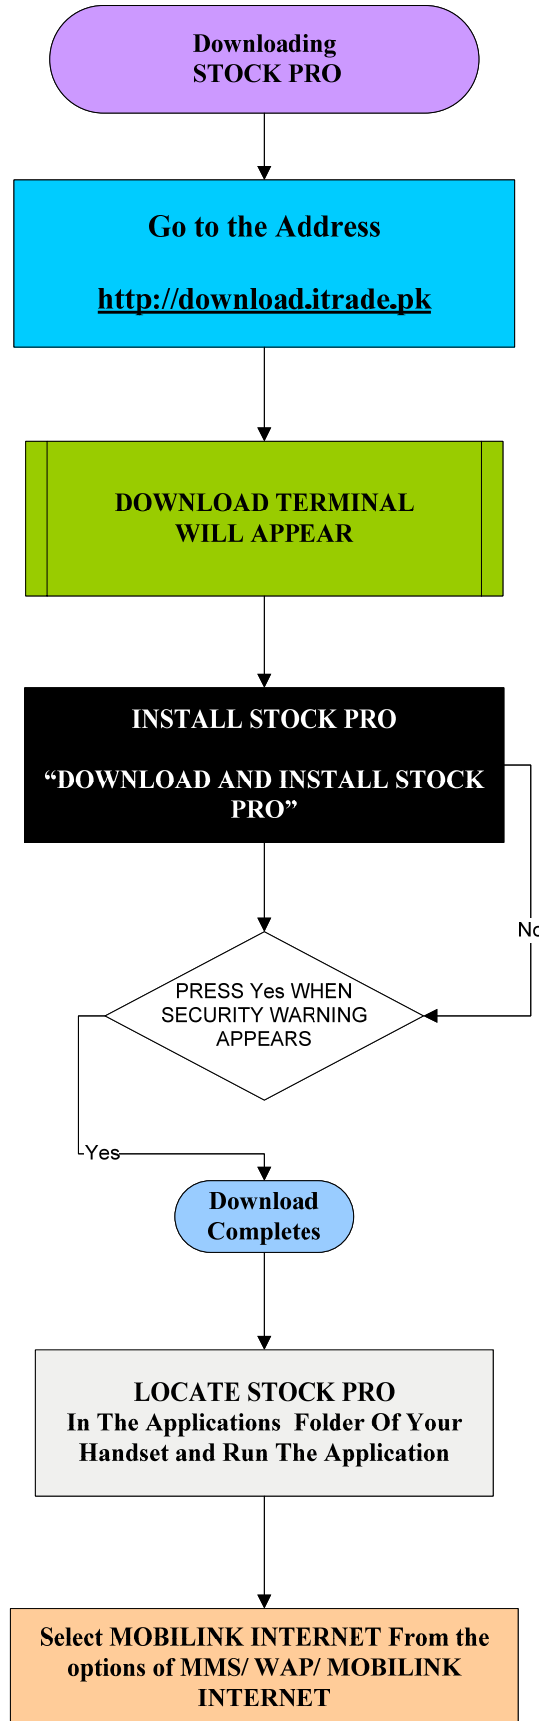 Downloading
STOCK PRO
Go to the Address
http://download.itrade.pk
DOWNLOAD TERMINAL
WILL APPEAR
INSTALL STOCK PRO
“DOWNLOAD AND INSTALL STOCK
PRO”
No
PRESS Yes WHEN
SECURITY WARNING
APPEARS
Yes
Download
Completes
LOCATE STOCK PRO
In The Applications Folder Of Your
Handset and Run The Application
Select MOBILINK INTERNET From the
options of MMS/ WAP/ MOBILINK
INTERNET